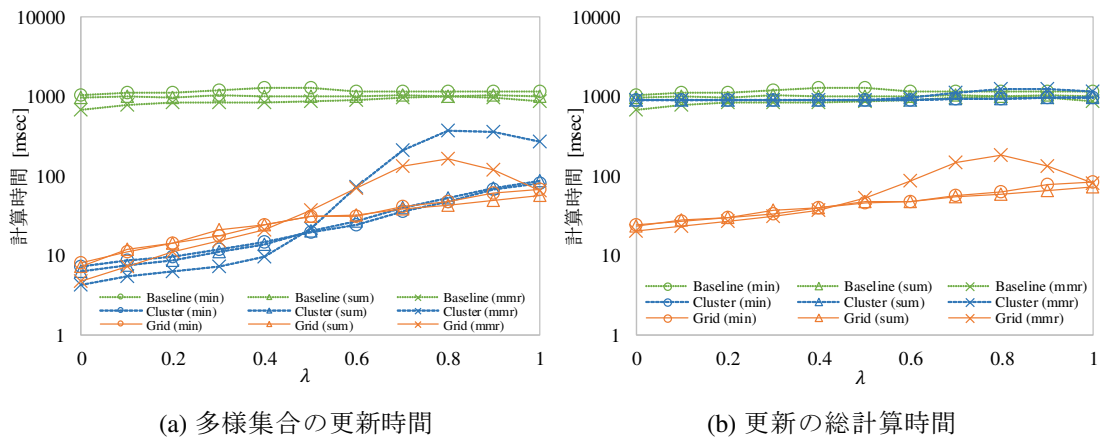 10000
1000
100
10
1
計算時間 [msec]
Baseline (min)
Baseline (sum)
Baseline (mmr)
Cluster (min)
Cluster (sum)
Cluster (mmr)
Grid (min)
Grid (sum)
Grid (mmr)
0
0.2
0.4
0.6
0.8
1
λ
(a) 多様集合の更新時間
10000
1000
100
10
1
計算時間 [msec]
Baseline (min)
Baseline (sum)
Baseline (mmr)
Cluster (min)
Cluster (sum)
Cluster (mmr)
Grid (min)
Grid (sum)
Grid (mmr)
0
0.2
0.4
0.6
0.8
1
λ
(b) 更新の総計算時間